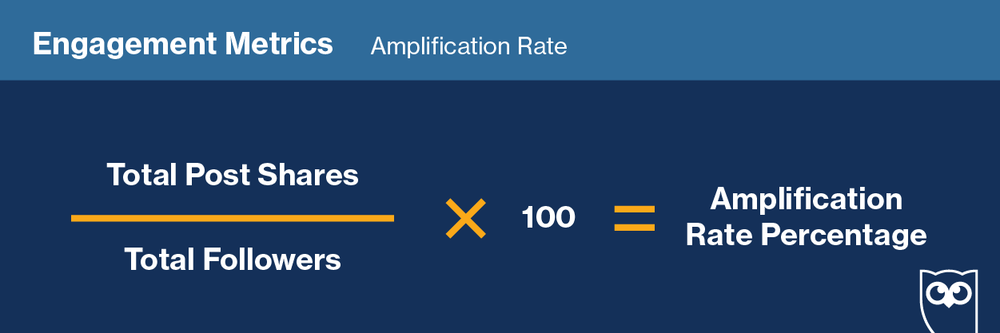 Engagement Metrics Amplification Rate
Total Post Shares
Total Followers
× 100 =
Amplification
Rate Percentage